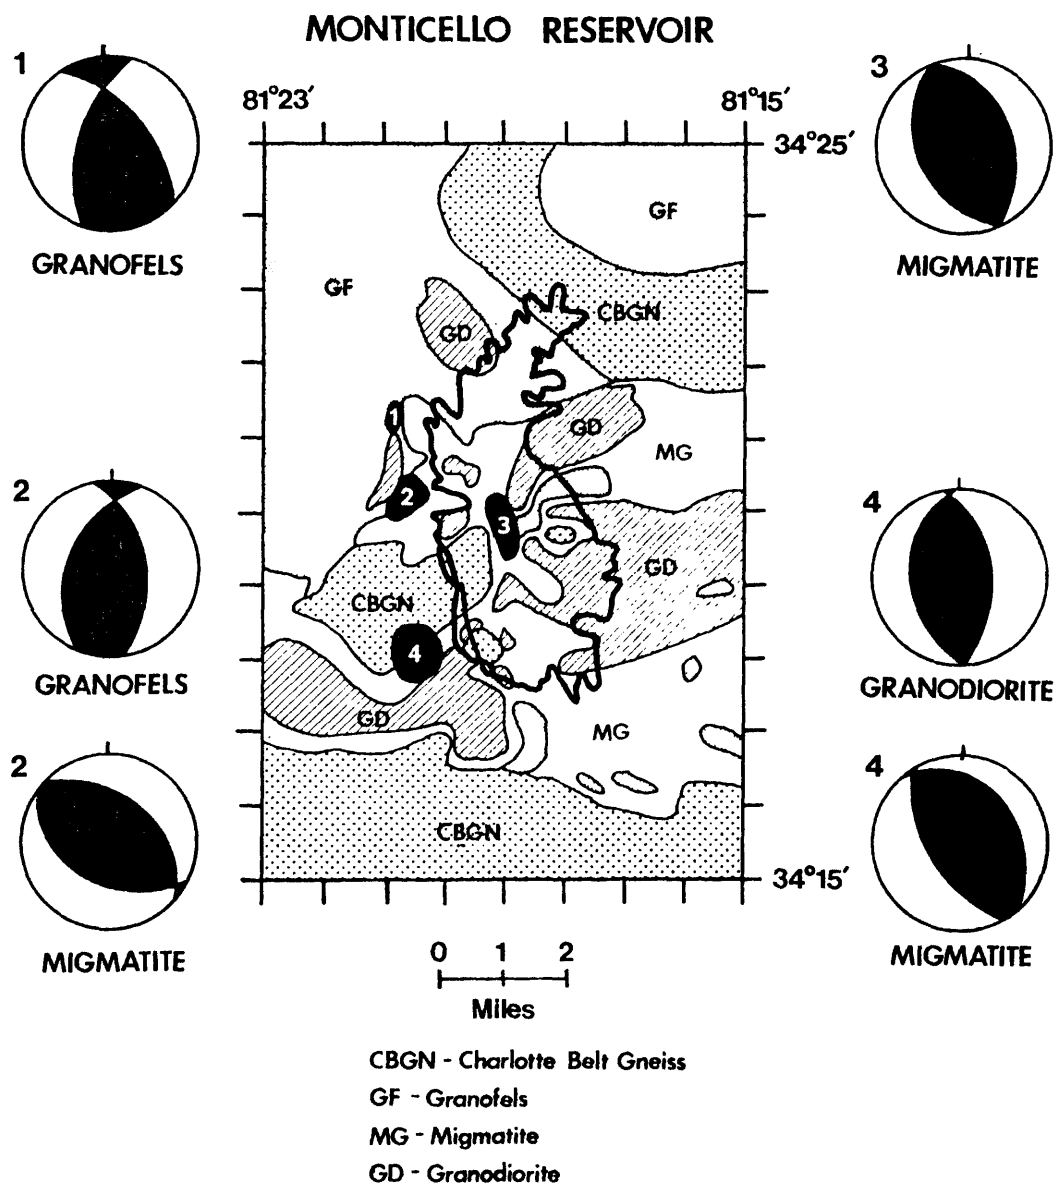 MONTICELLO RESERVOIR
1
GRANOFELS
2
GRANOFELS
2
MIGMATITE
81°23′ 81°15′
34°25′
GF
GF
CBGN
GD
1
GD
MG
2
3
GD
CBGN
4
GD
MG
CBGN
34°15′
3
MIGMATITE
4
GRANODIORITE
4
MIGMATITE
0 1 2
Miles
CBGN - Charlotte Belt Gneiss
GF - Granofels
MG - Migmatite
GD - Granodiorite